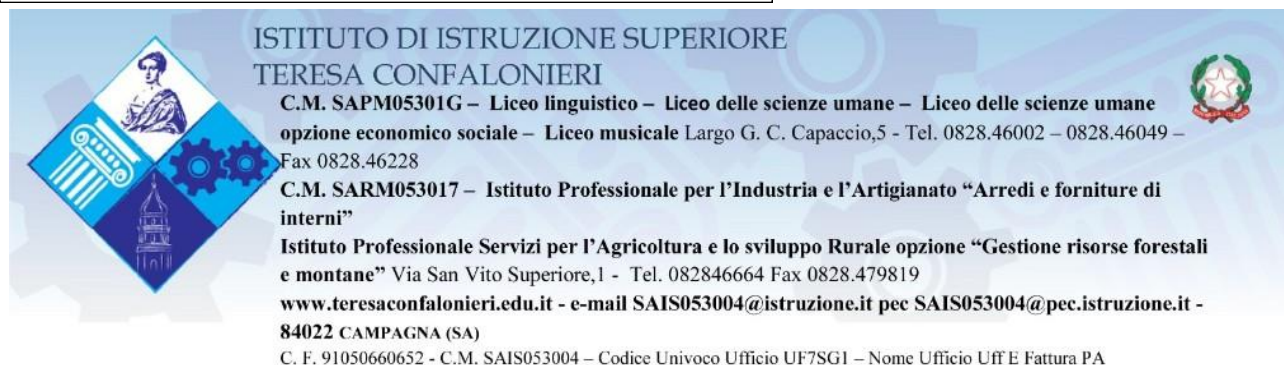 ISTITUTO DI ISTRUZIONE SUPERIORE
TERESA CONFALONIERI
C.M. SAPM05301G – Liceo linguistico – Liceo delle scienze umane – Liceo delle scienze umane
opzione economico sociale – Liceo musicale Largo G. C. Capaccio,5 - Tel. 0828.46002 – 0828.46049 –
Fax 0828.46228
C.M. SARM053017 – Istituto Professionale per l’Industria e l’Artigianato “Arredi e forniture di
interni”
Istituto Professionale Servizi per l’Agricoltura e lo sviluppo Rurale opzione “Gestione risorse forestali
e montane” Via San Vito Superiore,1 - Tel. 082846664 Fax 0828.479819
www.teresaconfalonieri.edu.it - e-mail SAIS053004@istruzione.it pec SAIS053004@pec.istruzione.it -
84022 CAMPAGNA (SA)
C. F. 91050660652 - C.M. SAIS053004 – Codice Univoco Ufficio UF7SG1 – Nome Ufficio Uff E Fattura PA